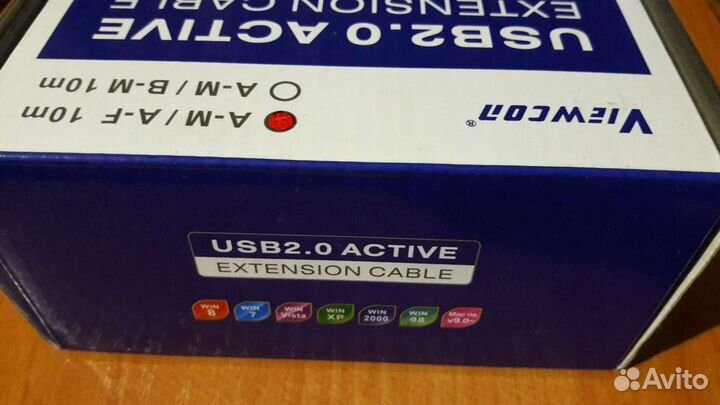 USB2.0 ACTIVE
EXTENSION CABLE
A-M / B-M 10m
A-M / A-F 10m
VIEWCON®
USB2.0 ACTIVE
EXTENSION CABLE
WIN 8
WIN 7
WIN Vista
WIN XP
WIN 2000
WIN 98
Mac os v9.0~
Avito